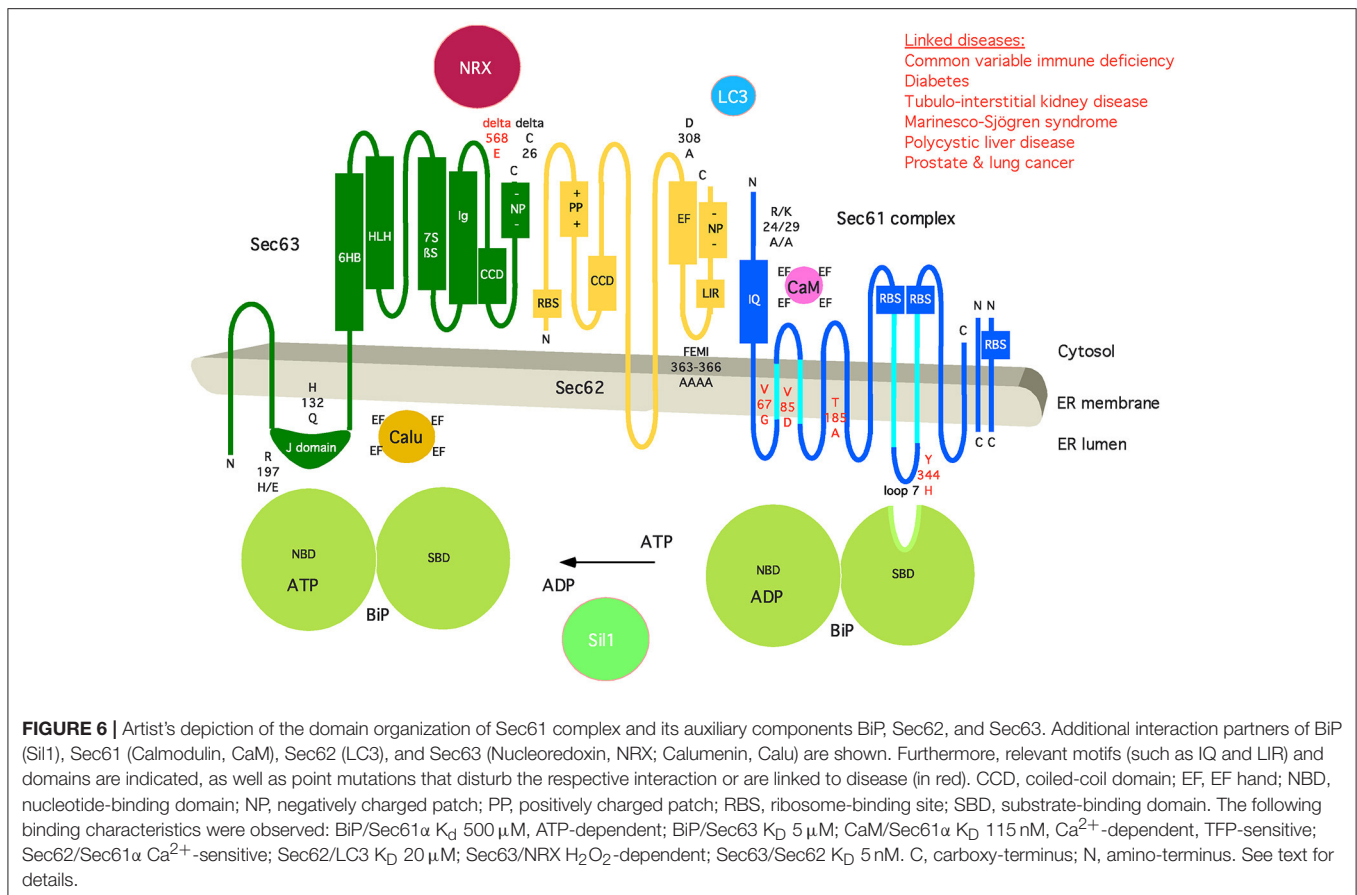 NRX
LC3
Linked diseases:
Common variable immune deficiency
Diabetes
Tubulo-interstitial kidney disease
Marinesco-Sjögren syndrome
Polycystic liver disease
Prostate & lung cancer
delta
568
E
delta
C
26
D
308
A
C
C
N
R/K
24/29
A/A
Sec61 complex
Sec63
6HB
HLH
7S
ßS
Ig
CCD
-
NP
-
+
PP
+
CCD
RBS
N
EF
-
NP
-
LIR
IQ
EF EF
CaM
EF EF
RBS
RBS
C
N N
RBS
Cytosol
ER membrane
ER lumen
Sec62
FEMI
363-366
AAAA
V
67
G
V
85
D
T
185
A
H
132
Q
J domain
N
R
197
H/E
EF EF
Calu
EF EF
C
C
Y
344
H
loop 7
NBD
ATP
SBD
BiP
ATP
ADP
Sil1
NBD
ADP
SBD
BiP
FIGURE 6 | Artist's depiction of the domain organization of Sec61 complex and its auxiliary components BiP, Sec62, and Sec63. Additional interaction partners of BiP
(Sil1), Sec61 (Calmodulin, CaM), Sec62 (LC3), and Sec63 (Nucleoredoxin, NRX; Calumenin, Calu) are shown. Furthermore, relevant motifs (such as IQ and LIR) and
domains are indicated, as well as point mutations that disturb the respective interaction or are linked to disease (in red). CCD, coiled-coil domain; EF, EF hand; NBD,
nucleotide-binding domain; NP, negatively charged patch; PP, positively charged patch; RBS, ribosome-binding site; SBD, substrate-binding domain. The following
binding characteristics were observed: BiP/Sec61α K_d 500 μM, ATP-dependent; BiP/Sec63 K_D 5 μM; CaM/Sec61α K_D 115 nM, Ca²⁺-dependent, TFP-sensitive;
Sec62/Sec61α Ca²⁺-sensitive; Sec62/LC3 K_D 20 μM; Sec63/NRX H₂O₂-dependent; Sec63/Sec62 K_D 5 nM. C, carboxy-terminus; N, amino-terminus. See text for
details.